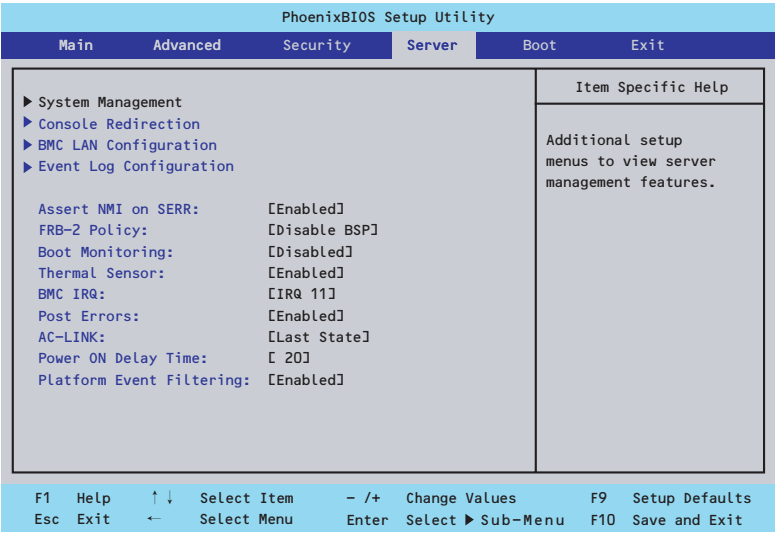 PhoenixBIOS Setup Utility
Main Advanced Security Server Boot Exit
▶ System Management
▶ Console Redirection
▶ BMC LAN Configuration
▶ Event Log Configuration
Assert NMI on SERR: [Enabled]
FRB-2 Policy: [Disable BSP]
Boot Monitoring: [Disabled]
Thermal Sensor: [Enabled]
BMC IRQ: [IRQ 11]
Post Errors: [Enabled]
AC-LINK: [Last State]
Power ON Delay Time: [ 20]
Platform Event Filtering: [Enabled]
Item Specific Help
Additional setup
menus to view server
management features.
F1 Help ↑↓ Select Item - /+ Change Values F9 Setup Defaults
Esc Exit ← Select Menu Enter Select ▶ Sub-Menu F10 Save and Exit